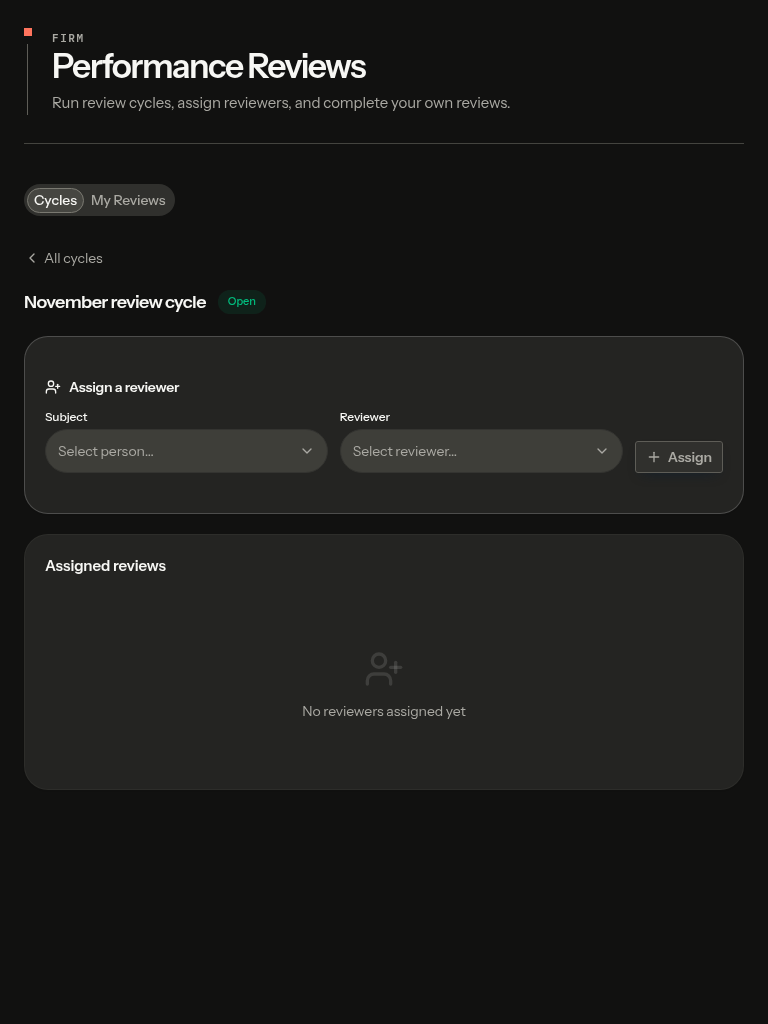 FIRM
Performance Reviews
Run review cycles, assign reviewers, and complete your own reviews.
Cycles My Reviews
All cycles
November review cycle Open
Assign a reviewer
Subject Reviewer
Select person... Select reviewer... Assign
Assigned reviews
No reviewers assigned yet